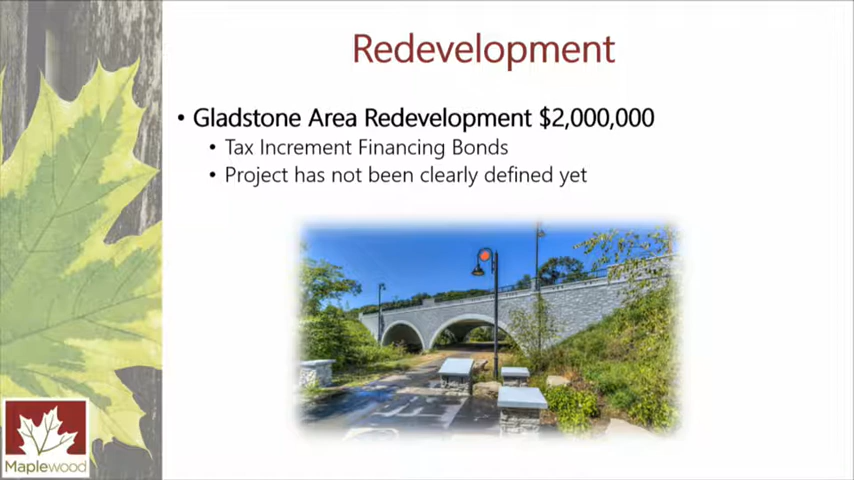 Redevelopment
• Gladstone Area Redevelopment $2,000,000
• Tax Increment Financing Bonds
• Project has not been clearly defined yet
Maplewood